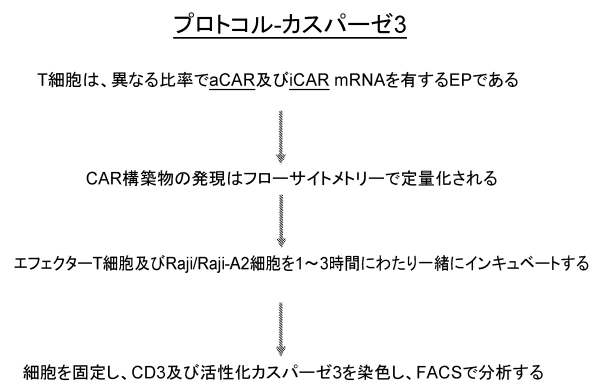 プロトコル-カスパーゼ3
T細胞は、異なる比率でaCAR及びiCAR mRNAを有するEPである
CAR構築物の発現はフローサイトメトリーで定量化される
エフェクターT細胞及びRaji/Raji-A2細胞を1～3時間にわたり一緒にインキュベートする
細胞を固定し、CD3及び活性化カスパーゼ3を染色し、FACSで分析する